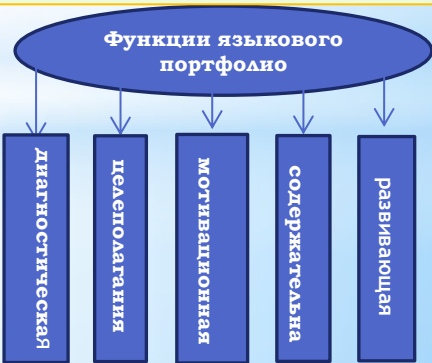 Функции языкового
портфолио
диагностическая
целеполагания
мотивационная
содержательна
развивающая